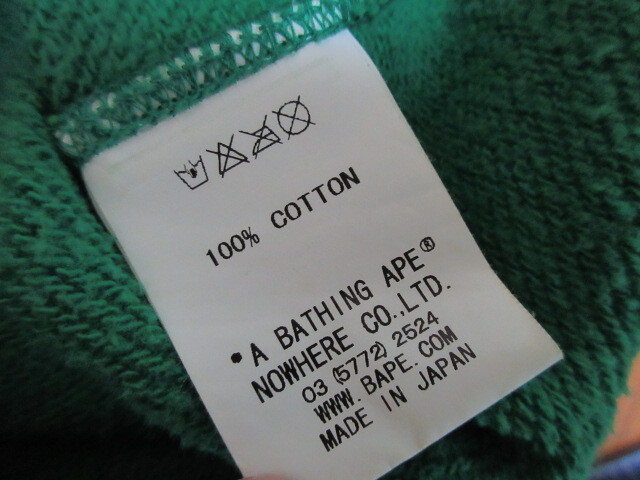 100% COTTON
•A BATHING APE®
NOWHERE CO.,LTD.
03 (5772) 2524
WWW.BAPE.COM
MADE IN JAPAN